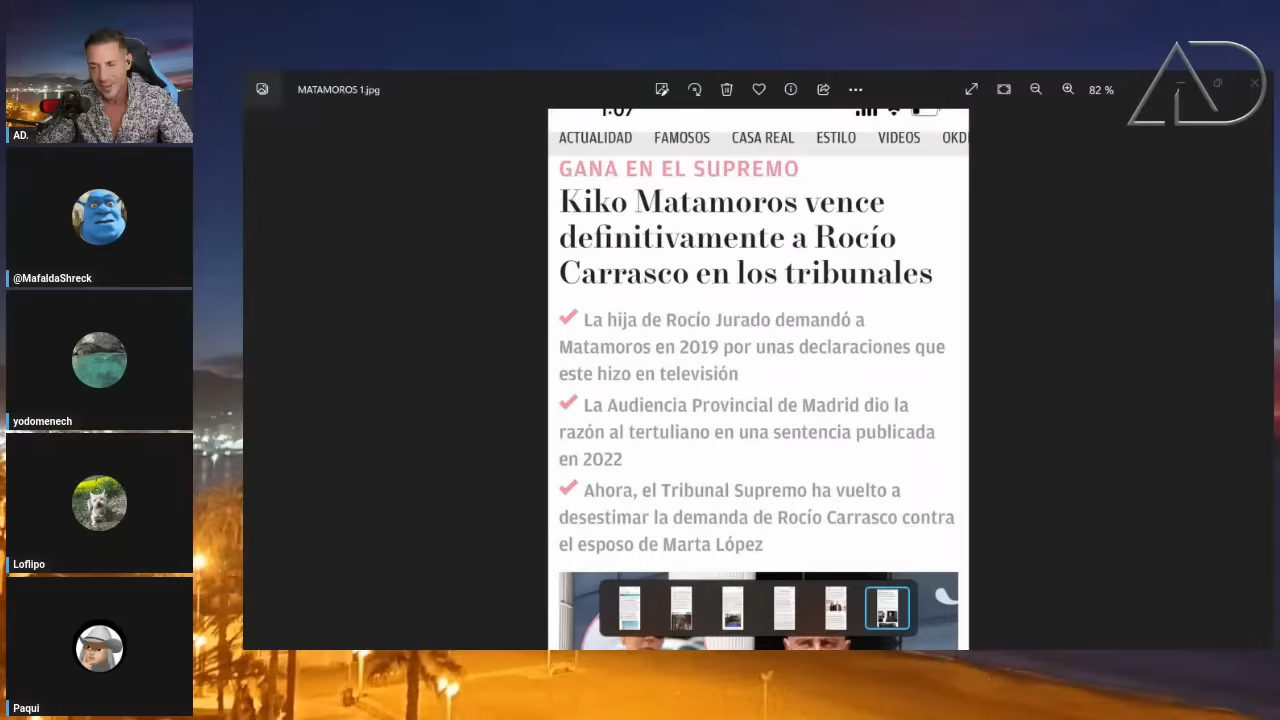 AD.
@MafaldaShreck
yodomenech
Loflipo
Paqui
MATAMOROS 1.jpg
82 %
AD
1:07
ACTUALIDAD FAMOSOS CASA REAL ESTILO VIDEOS OKD
GANA EN EL SUPREMO
Kiko Matamoros vence
definitivamente a Rocío
Carrasco en los tribunales
La hija de Rocío Jurado demandó a
Matamoros en 2019 por unas declaraciones que
este hizo en televisión
La Audiencia Provincial de Madrid dio la
razón al tertuliano en una sentencia publicada
en 2022
Ahora, el Tribunal Supremo ha vuelto a
desestimar la demanda de Rocío Carrasco contra
el esposo de Marta López